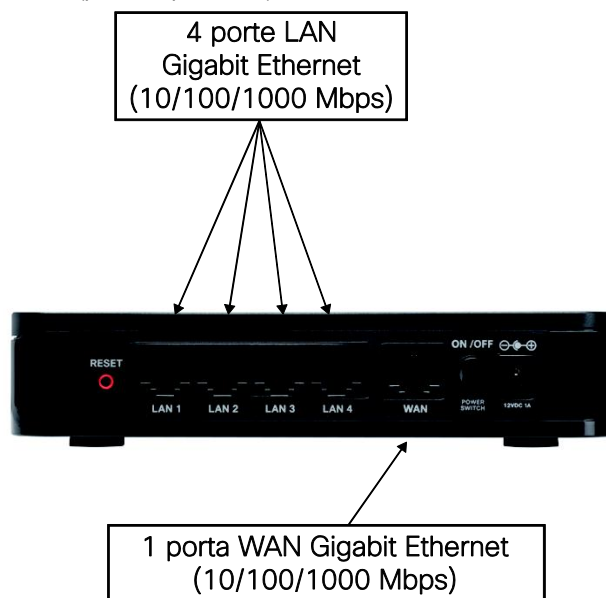 4 porte LAN
Gigabit Ethernet
(10/100/1000 Mbps)
ON /OFF
RESET
LAN 1 LAN 2 LAN 3 LAN 4 WAN
POWER
SWITCH
12VDC 1A
1 porta WAN Gigabit Ethernet
(10/100/1000 Mbps)